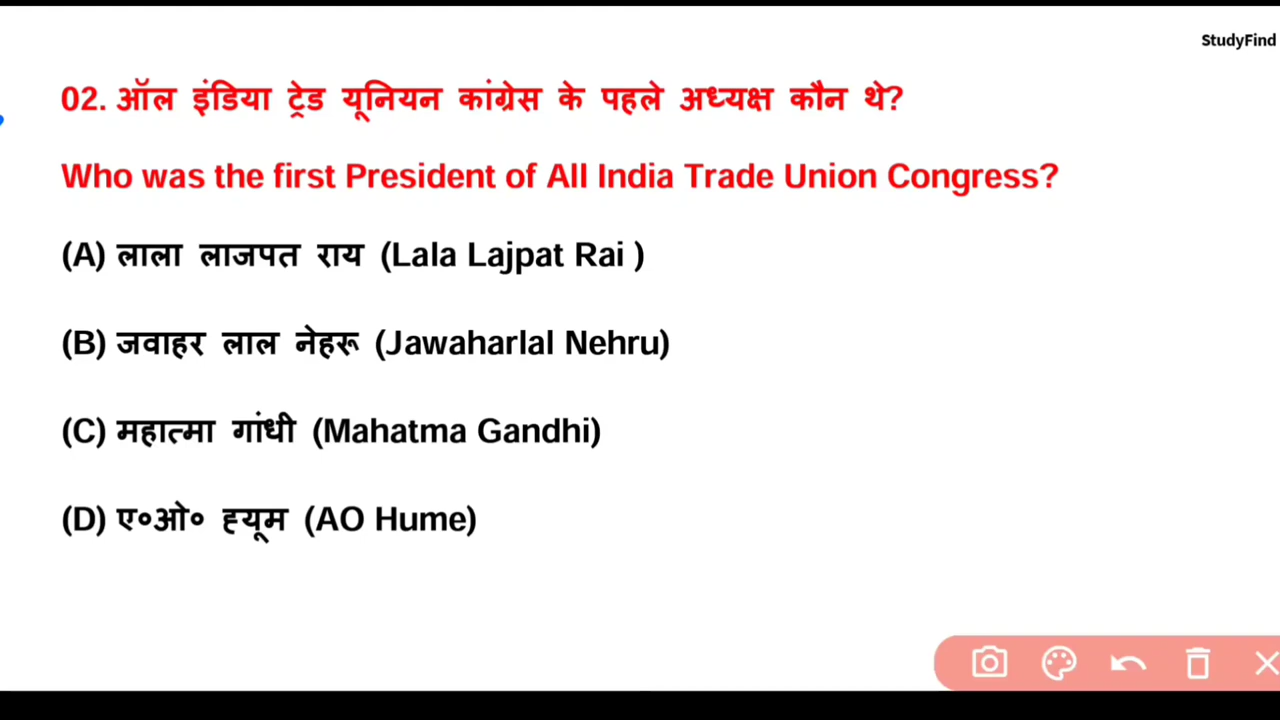 StudyFind
02. ऑल इंडिया ट्रेड यूनियन कांग्रेस के पहले अध्यक्ष कौन थे?
Who was the first President of All India Trade Union Congress?
(A) लाला लाजपत राय (Lala Lajpat Rai )
(B) जवाहर लाल नेहरू (Jawaharlal Nehru)
(C) महात्मा गांधी (Mahatma Gandhi)
(D) ए०ओ० ह्यूम (AO Hume)